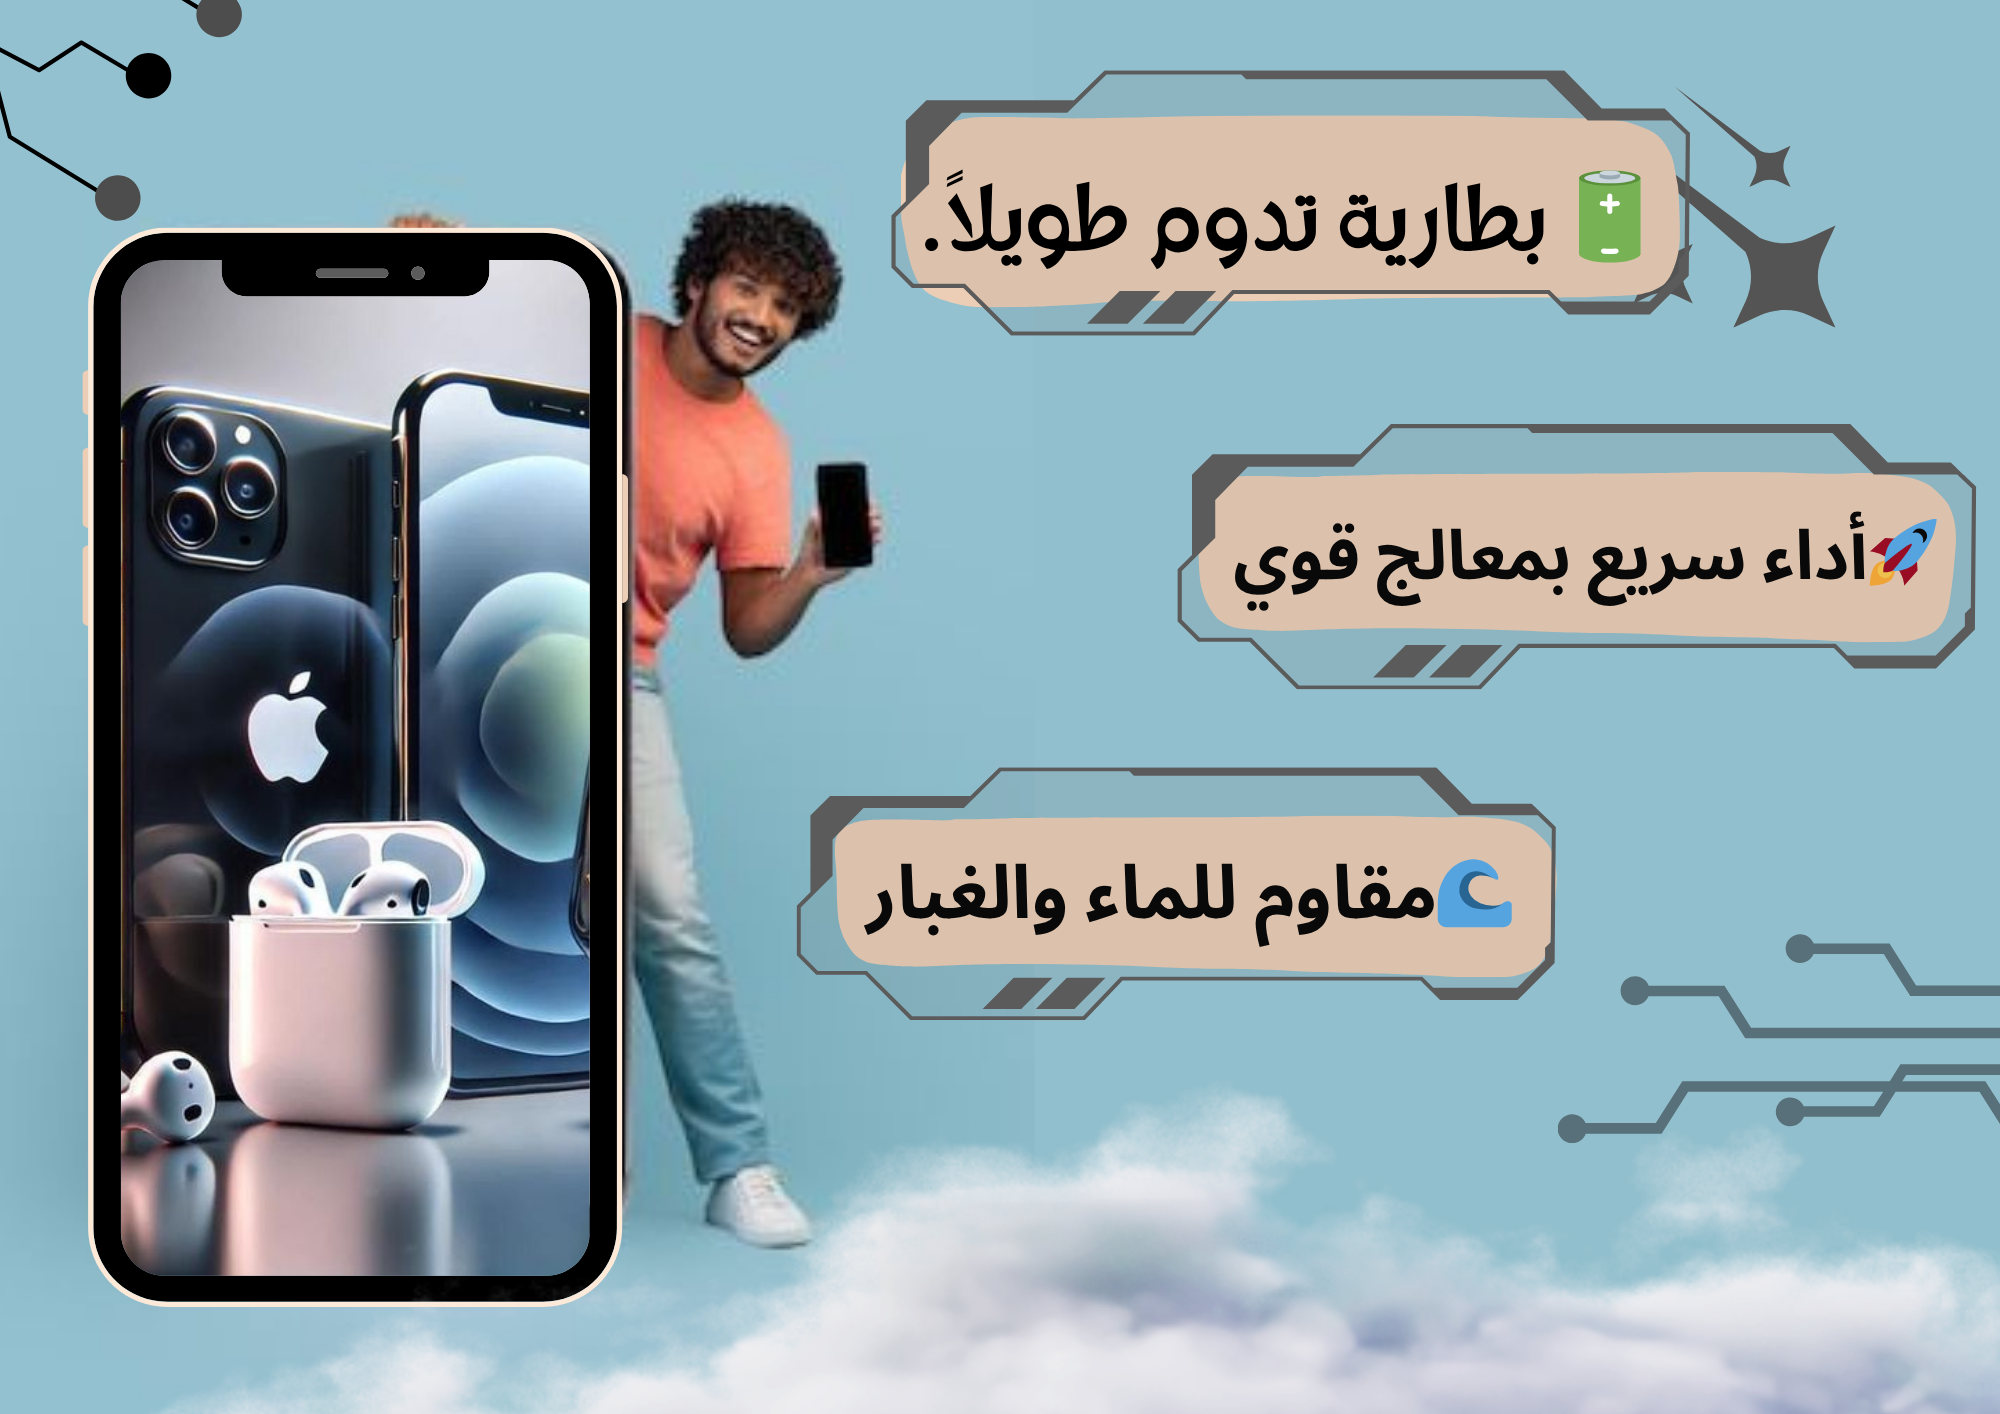 🔋 بطارية تدوم طويلاً.
🚀أداء سريع بمعالج قوي
🌊مقاوم للماء والغبار